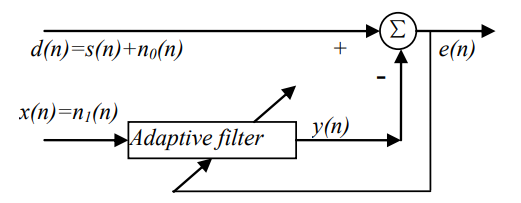 Σ
d(n)=s(n)+n₀(n)
+
e(n)
-
x(n)=n₁(n)
Adaptive filter
y(n)